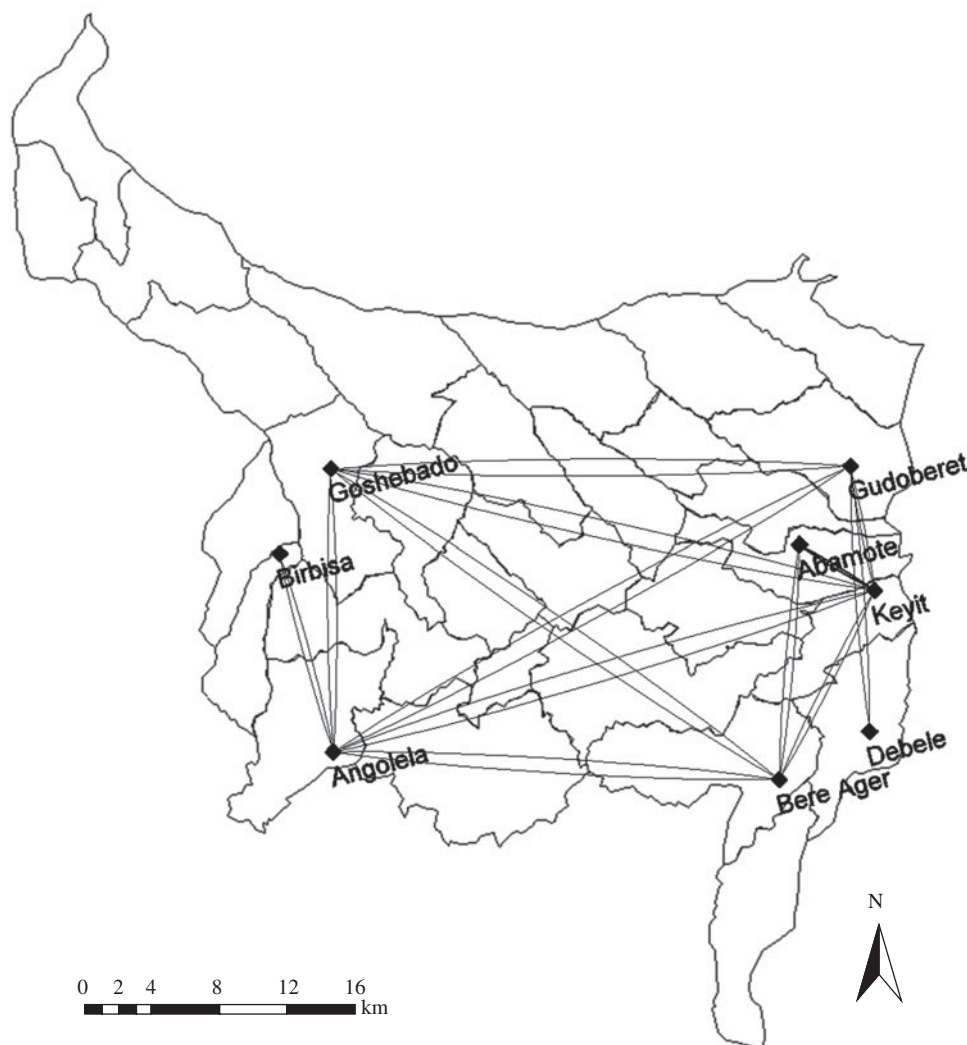 Goshebado
Gudoberet
Abamote
Birbisa
Keyit
Angolela
Debele
Bere Ager
N
0 2 4 8 12 16
km